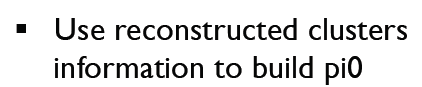 ▪ Use reconstructed clusters
information to build pi0